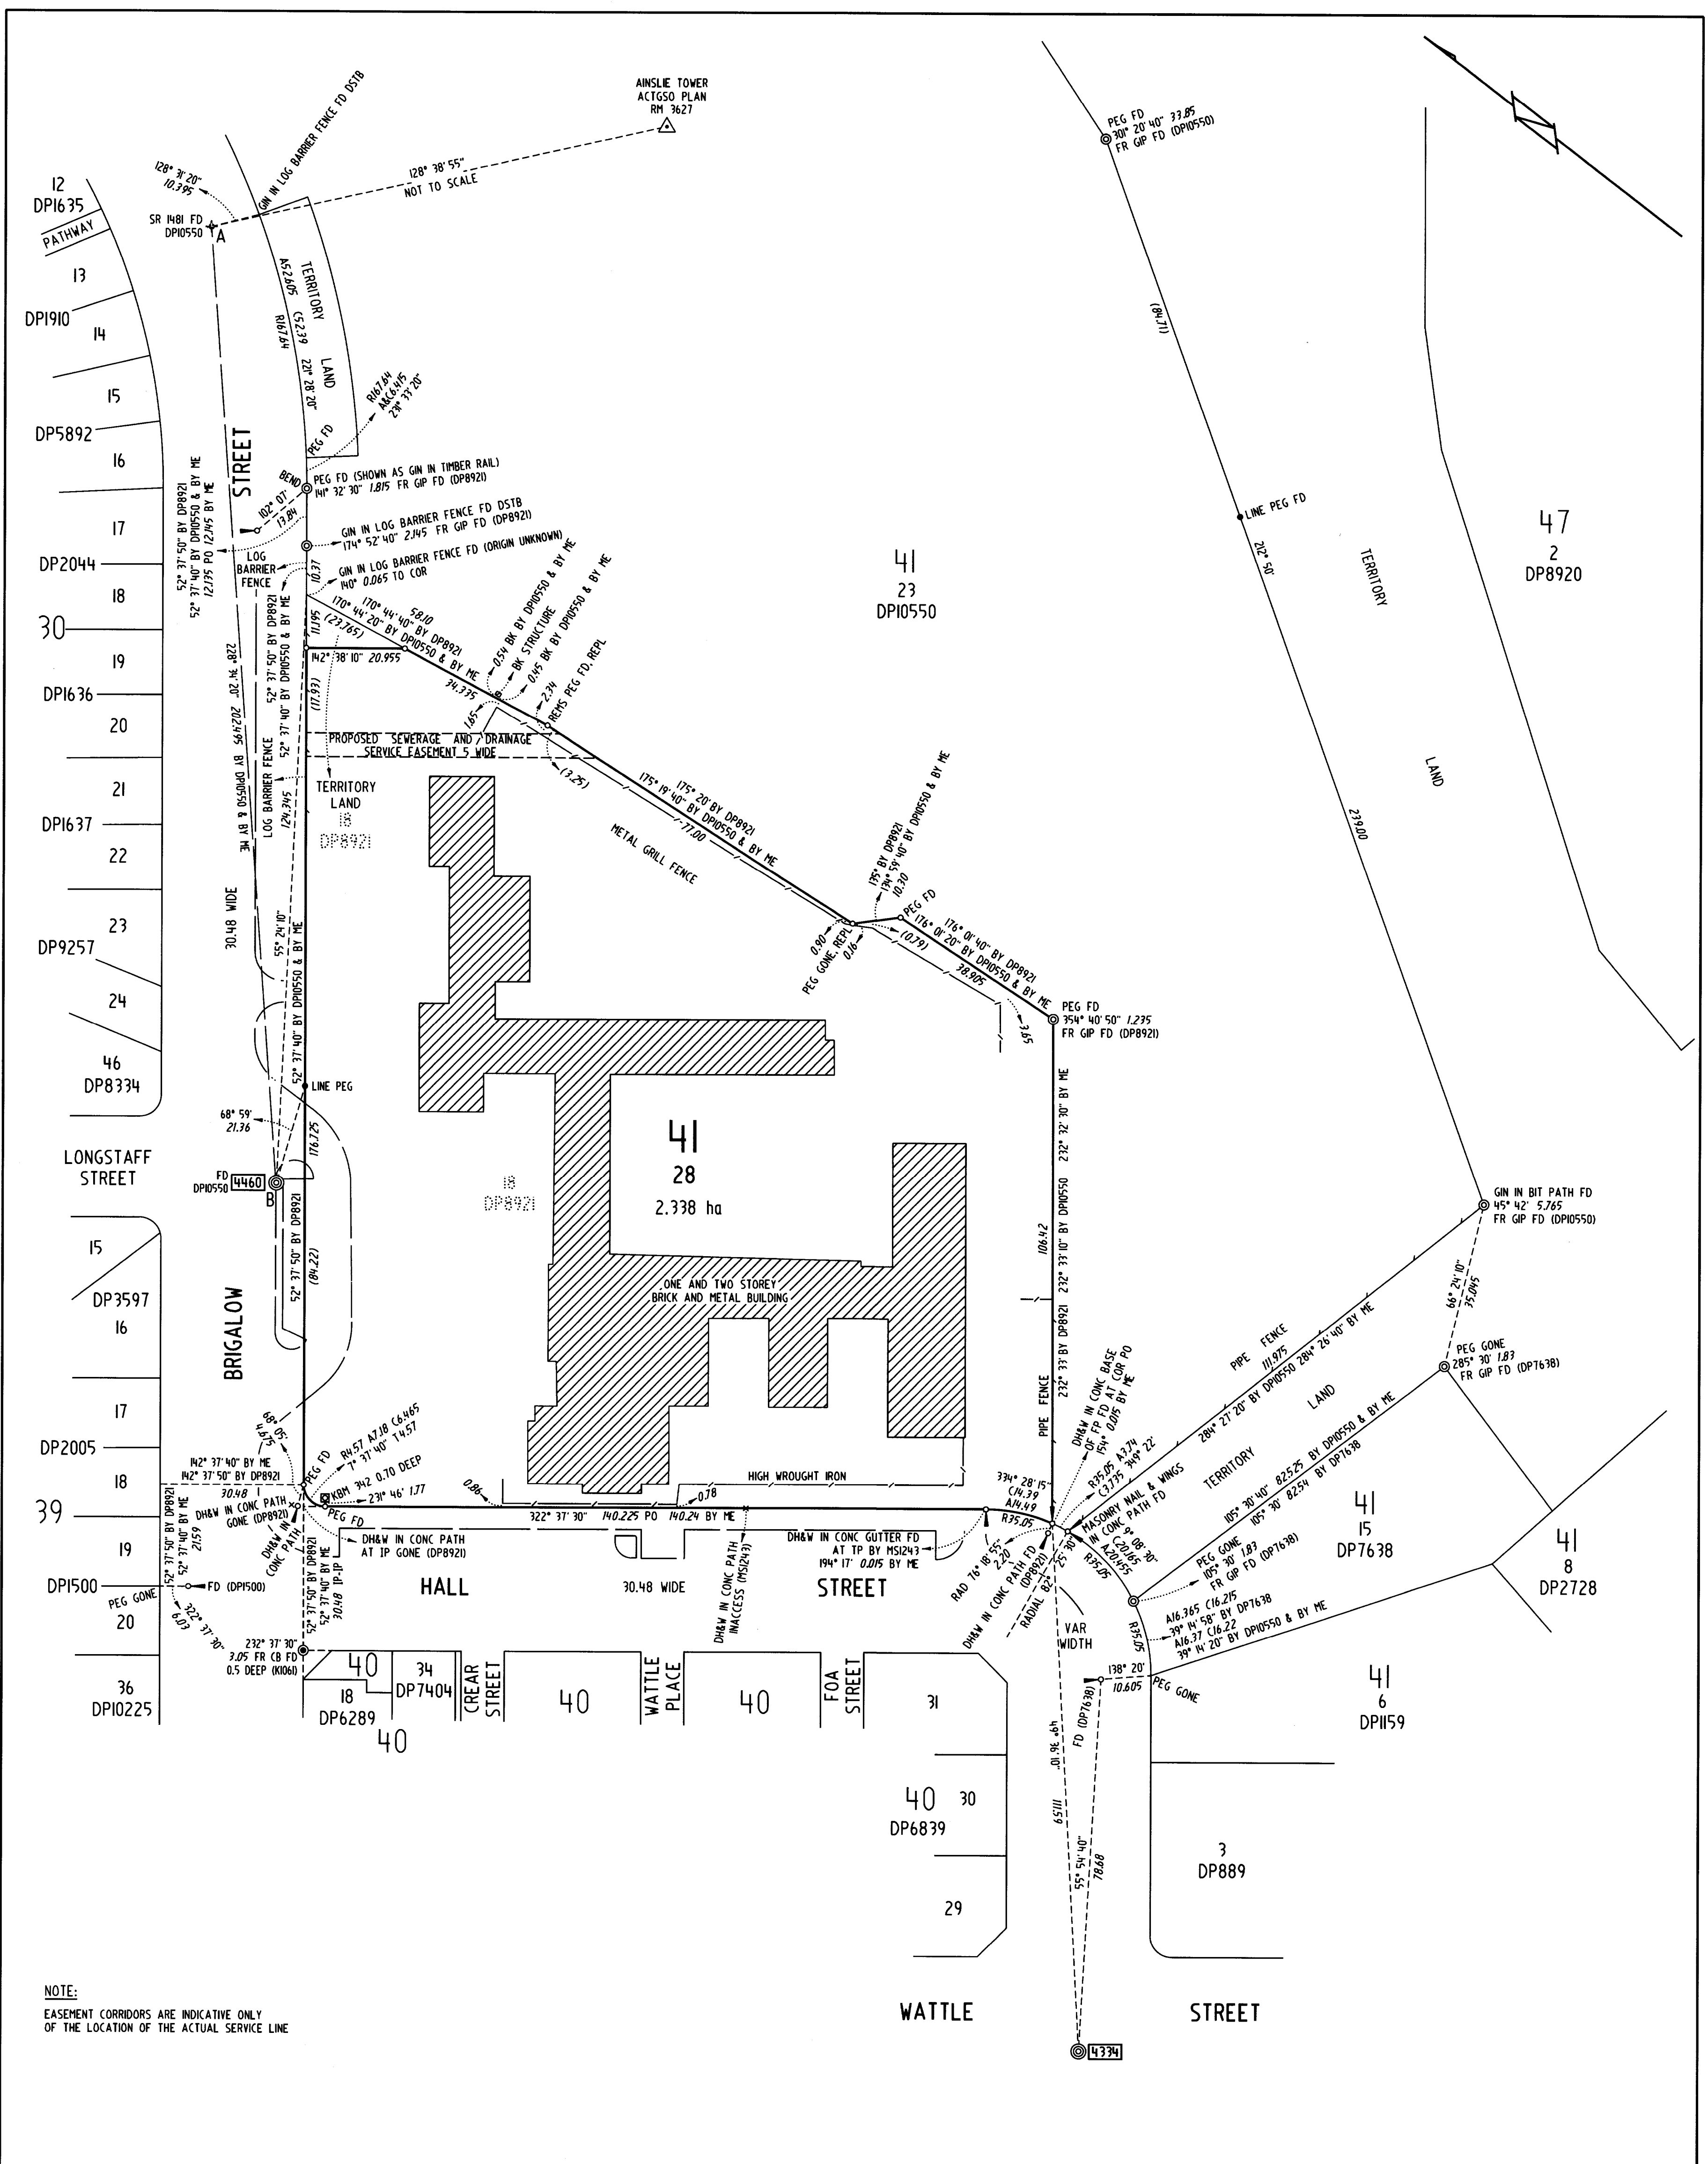 AINSLIE TOWER
ACTGSO PLAN
RM 3627
128° 38' 55"
NOT TO SCALE
GIN IN LOG BARRIER FENCE FD DSTB
128° 31' 20"
10.395
SR 1481 FD
DP10550
A
12
DP1635
PATHWAY
13
DP1910
14
15
DP5892
16
17
DP2044
18
30
19
DP1636
20
21
DP1637
22
23
DP9257
24
46
DP8334
LONGSTAFF
STREET
15
DP3597
16
17
DP2005
18
39
19
DP1500
PEG GONE
20
36
DP10225
PEG FD
301° 20' 40" 33.85
FR GIP FD (DP10550)
(84.71)
LINE PEG FD
212° 50'
239.00
TERRITORY
LAND
47
2
DP8920
41
23
DP10550
TERRITORY
LAND
A52.605
C52.39
R167.64
221° 28' 20"
R167.64
A&C6.415
231° 33' 20"
PEG FD
STREET
BEND
PEG FD (SHOWN AS GIN IN TIMBER RAIL)
141° 32' 30" 1.815 FR GIP FD (DP8921)
102° 07'
13.84
GIN IN LOG BARRIER FENCE FD DSTB
174° 52' 40" 2.145 FR GIP FD (DP8921)
GIN IN LOG BARRIER FENCE FD (ORIGIN UNKNOWN)
140° 0.065 TO COR
52° 37' 50" BY DP8921
52° 37' 40" BY DP10550 & BY ME
12.135 PO 12.145 BY ME
LOG
BARRIER
FENCE
10.37
11.195
(23.765)
170° 44' 40" BY DP8921
170° 44' 20" BY DP10550 & BY ME
58.10
34.335
142° 38' 10" 20.955
0.54 BK BY DP10550 & BY ME
BK STRUCTURE
0.45 BK BY DP10550 & BY ME
1.65
2.34
REMS PEG FD. REPL
(17.93)
PROPOSED SEWERAGE AND DRAINAGE
SERVICE EASEMENT 5 WIDE
(3.25)
228° 34' 20" 202.495 BY DP10550 & BY ME
52° 37' 50" BY DP8921
52° 37' 40" BY DP10550 & BY ME
LOG BARRIER FENCE
124.345
TERRITORY
LAND
18
DP8921
175° 20' BY DP8921
175° 19' 40" BY DP10550 & BY ME
77.00
METAL GRILL FENCE
135° BY DP8921
134° 59' 40" BY DP10550 & BY ME
10.30
PEG FD
0.90
PEG GONE. REPL
0.16
(0.79)
176° 01' 40" BY DP8921
176° 01' 20" BY DP10550 & BY ME
38.905
3.65
PEG FD
354° 40' 50" 1.235
FR GIP FD (DP8921)
30.48 WIDE
55° 24' 10"
52° 37' 40" BY DP10550 & BY ME
LINE PEG
68° 59'
21.36
176.725
FD
DP10550
4460
B
52° 37' 50" BY DP8921
(84.22)
BRIGALOW
18
DP8921
41
28
2.338 ha
ONE AND TWO STOREY
BRICK AND METAL BUILDING
106.42
232° 33' BY DP8921 232° 33' 10" BY DP10550 232° 32' 30" BY ME
PIPE FENCE
GIN IN BIT PATH FD
45° 42' 5.765
FR GIP FD (DP10550)
66° 24' 10"
35.045
PEG GONE
285° 30' 1.83
FR GIP FD (DP7638)
PIPE FENCE
111.975
284° 27' 20" BY DP10550 284° 26' 40" BY ME
TERRITORY
LAND
105° 30' 40" 82.525 BY DP10550 & BY ME
105° 30' 82.54 BY DP7638
DH&W IN CONC BASE
OF FP FD AT COR PO
154° 0.015 BY ME
R35.05 A3.74
C3.735 349° 22'
MASONRY NAIL & WINGS
IN CONC PATH FD
9° 08' 30"
C20.165
A20.455
R35.05
PEG GONE
105° 30' 1.83
FR GIP FD (DP7638)
R35.05
A16.365 C16.215
39° 14' 58" BY DP7638
A16.37 C16.22
39° 14' 20" BY DP10550 & BY ME
41
15
DP7638
41
8
DP2728
41
6
DP1159
138° 20'
10.605
PEG GONE
FD (DP7638)
68° 05'
4.675
PEG FD
R4.57 A7.18 C6.465
7° 37' 40" T4.57
KBM 342 0.70 DEEP
231° 46' 1.77
PEG FD
142° 37' 40" BY ME
142° 37' 50" BY DP8921
30.48
DH&W IN CONC PATH
GONE (DP8921)
DH&W IN
CONC PATH
DH&W IN CONC PATH
AT IP GONE (DP8921)
52° 37' 50" BY DP8921
52° 37' 40" BY ME
21.59
FD (DP1500)
322° 37' 30"
6.073
52° 37' 50" BY DP8921
52° 37' 40" BY ME
30.48 IP-IP
232° 37' 30"
3.05 FR CB FD
0.5 DEEP (K1061)
0.86
HIGH WROUGHT IRON
0.78
322° 37' 30" 140.225 PO 140.24 BY ME
334° 28' 15"
C14.39
A14.49
R35.05
DH&W IN CONC GUTTER FD
AT TP BY MS1243
194° 17' 0.015 BY ME
DH&W IN CONC PATH
INACCESS (MS1243)
RAD 76° 18' 55"
2.20
DH&W IN CONC PATH FD
(DP8921)
RADIAL 82° 25' 30"
HALL
30.48 WIDE
STREET
VAR
WIDTH
40
18
DP6289
34
DP7404
40
CREAR
STREET
40
WATTLE
PLACE
40
FOA
STREET
31
40
DP6839
30
29
49° 36' 10"
111.59
55° 54' 40"
78.68
3
DP889
WATTLE
STREET
4334
NOTE:
EASEMENT CORRIDORS ARE INDICATIVE ONLY
OF THE LOCATION OF THE ACTUAL SERVICE LINE